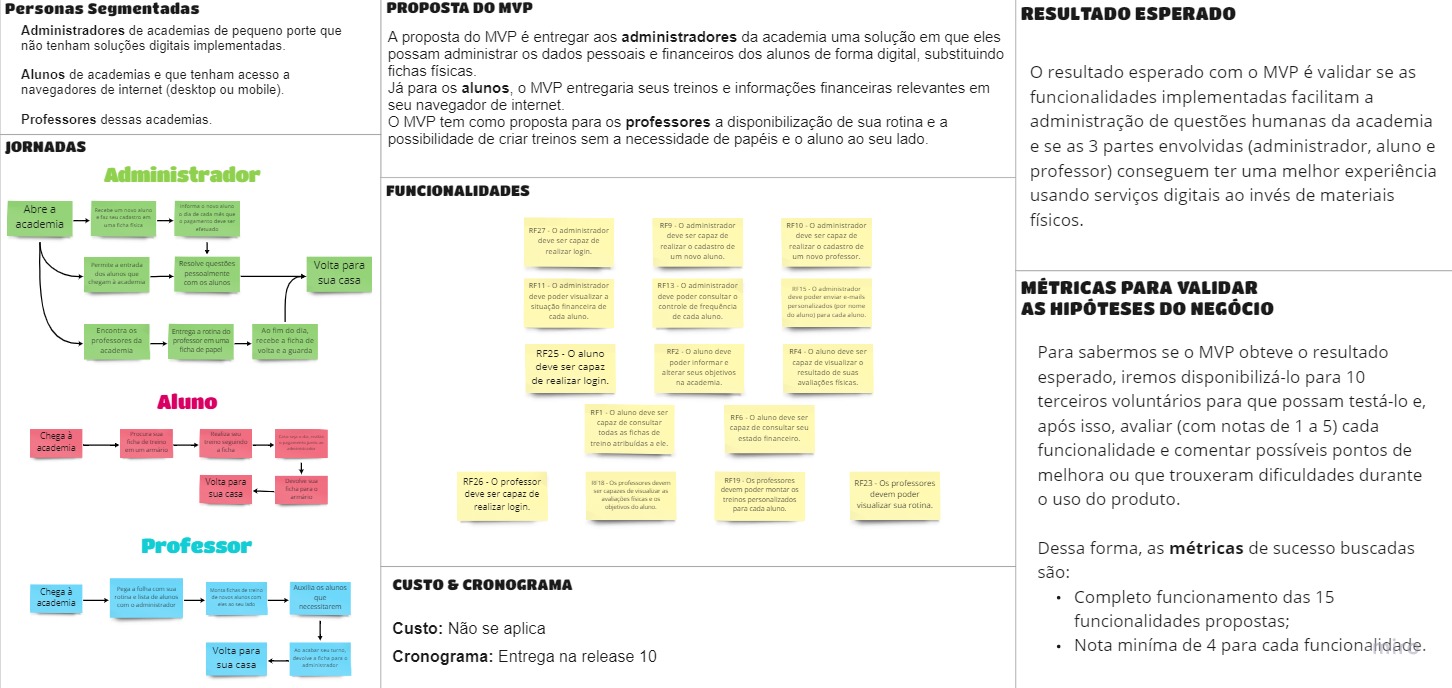 Personas Segmentadas
Administradores de academias de pequeno porte que
não tenham soluções digitais implementadas.
Alunos de academias e que tenham acesso a
navegadores de internet (desktop ou mobile).
Professores dessas academias.
JORNADAS
Administrador
Abre a
academia
Recebe um novo aluno
e faz seu cadastro em
uma ficha física
Informa o novo aluno
o dia de cada mês que
o pagamento deve ser
efetuado
Permite a entrada
dos alunos que
chegam à academia
Resolve questões
pessoalmente
com os alunos
Volta para
sua casa
Encontra os
professores da
academia
Entrega a rotina do
professor em uma
ficha de papel
Ao fim do dia,
recebe a ficha de
volta e a guarda
Aluno
Chega à
academia
Procura sua
ficha de treino
em um armário
Realiza seu
treino segundo
a ficha
Volta para
sua casa
Devolve sua
ficha para o
armário
Professor
Chega à
academia
Pega a folha com sua
rotina e lista de alunos
com o administrador
Monta fichas de treino
de novos alunos com
eles ao seu lado
Auxilia os alunos
que
necessitarem
Volta para
sua casa
Ao acabar seu turno,
devolve a ficha para o
administrador
PROPOSTA DO MVP
A proposta do MVP é entregar aos administradores da academia uma solução em que eles
possam administrar os dados pessoais e financeiros dos alunos de forma digital, substituindo
fichas físicas.
Já para os alunos, o MVP entregaria seus treinos e informações financeiras relevantes em
seu navegador de internet.
O MVP tem como proposta para os professores a disponibilização de sua rotina e a
possibilidade de criar treinos sem a necessidade de papéis e o aluno ao seu lado.
FUNCIONALIDADES
RF27 - O administrador
deve ser capaz de
realizar login.
RF9 - O administrador
deve ser capaz de
realizar o cadastro de
um novo aluno.
RF10 - O administrador
deve ser capaz de
realizar o cadastro de
um novo professor.
RF11 - O administrador
deve poder visualizar a
situação financeira de
cada aluno.
RF13 - O administrador
deve poder consultar o
controle de frequência
de cada aluno.
RF15 - O administrador
deve poder enviar e-mails
personalizados (por nome
do aluno) para cada aluno.
RF25 - O aluno
deve ser capaz
de realizar login.
RF2 - O aluno deve
poder informar e
alterar seus objetivos
na academia.
RF4 - O aluno deve ser
capaz de visualizar o
resultado de suas
avaliações físicas.
RF1 - O aluno deve ser
capaz de consultar
todas as fichas de
treino atribuídas a ele.
RF6 - O aluno deve ser
capaz de consultar seu
estado financeiro.
RF26 - O professor
deve ser capaz de
realizar login.
RF18 - Os professores devem
ser capazes de visualizar as
avaliações físicas e os
objetivos do aluno.
RF19 - Os professores
devem poder montar os
treinos personalizados
para cada aluno.
RF23 - Os professores
devem poder
visualizar sua rotina.
CUSTO & CRONOGRAMA
Custo: Não se aplica
Cronograma: Entrega na release 10
RESULTADO ESPERADO
O resultado esperado com o MVP é validar se as
funcionalidades implementadas facilitam a
administração de questões humanas da academia
e se as 3 partes envolvidas (administrador, aluno e
professor) conseguem ter uma melhor experiência
usando serviços digitais ao invés de materiais
físicos.
MÉTRICAS PARA VALIDAR
AS HIPÓTESES DO NEGÓCIO
Para sabermos se o MVP obteve o resultado
esperado, iremos disponibilizá-lo para 10
terceiros voluntários para que possam testá-lo e,
após isso, avaliar (com notas de 1 a 5) cada
funcionalidade e comentar possíveis pontos de
melhora ou que trouxeram dificuldades durante
o uso do produto.
Dessa forma, as métricas de sucesso buscadas
são:
• Completo funcionamento das 15
funcionalidades propostas;
• Nota miníma de 4 para cada funcionalidade.
miro